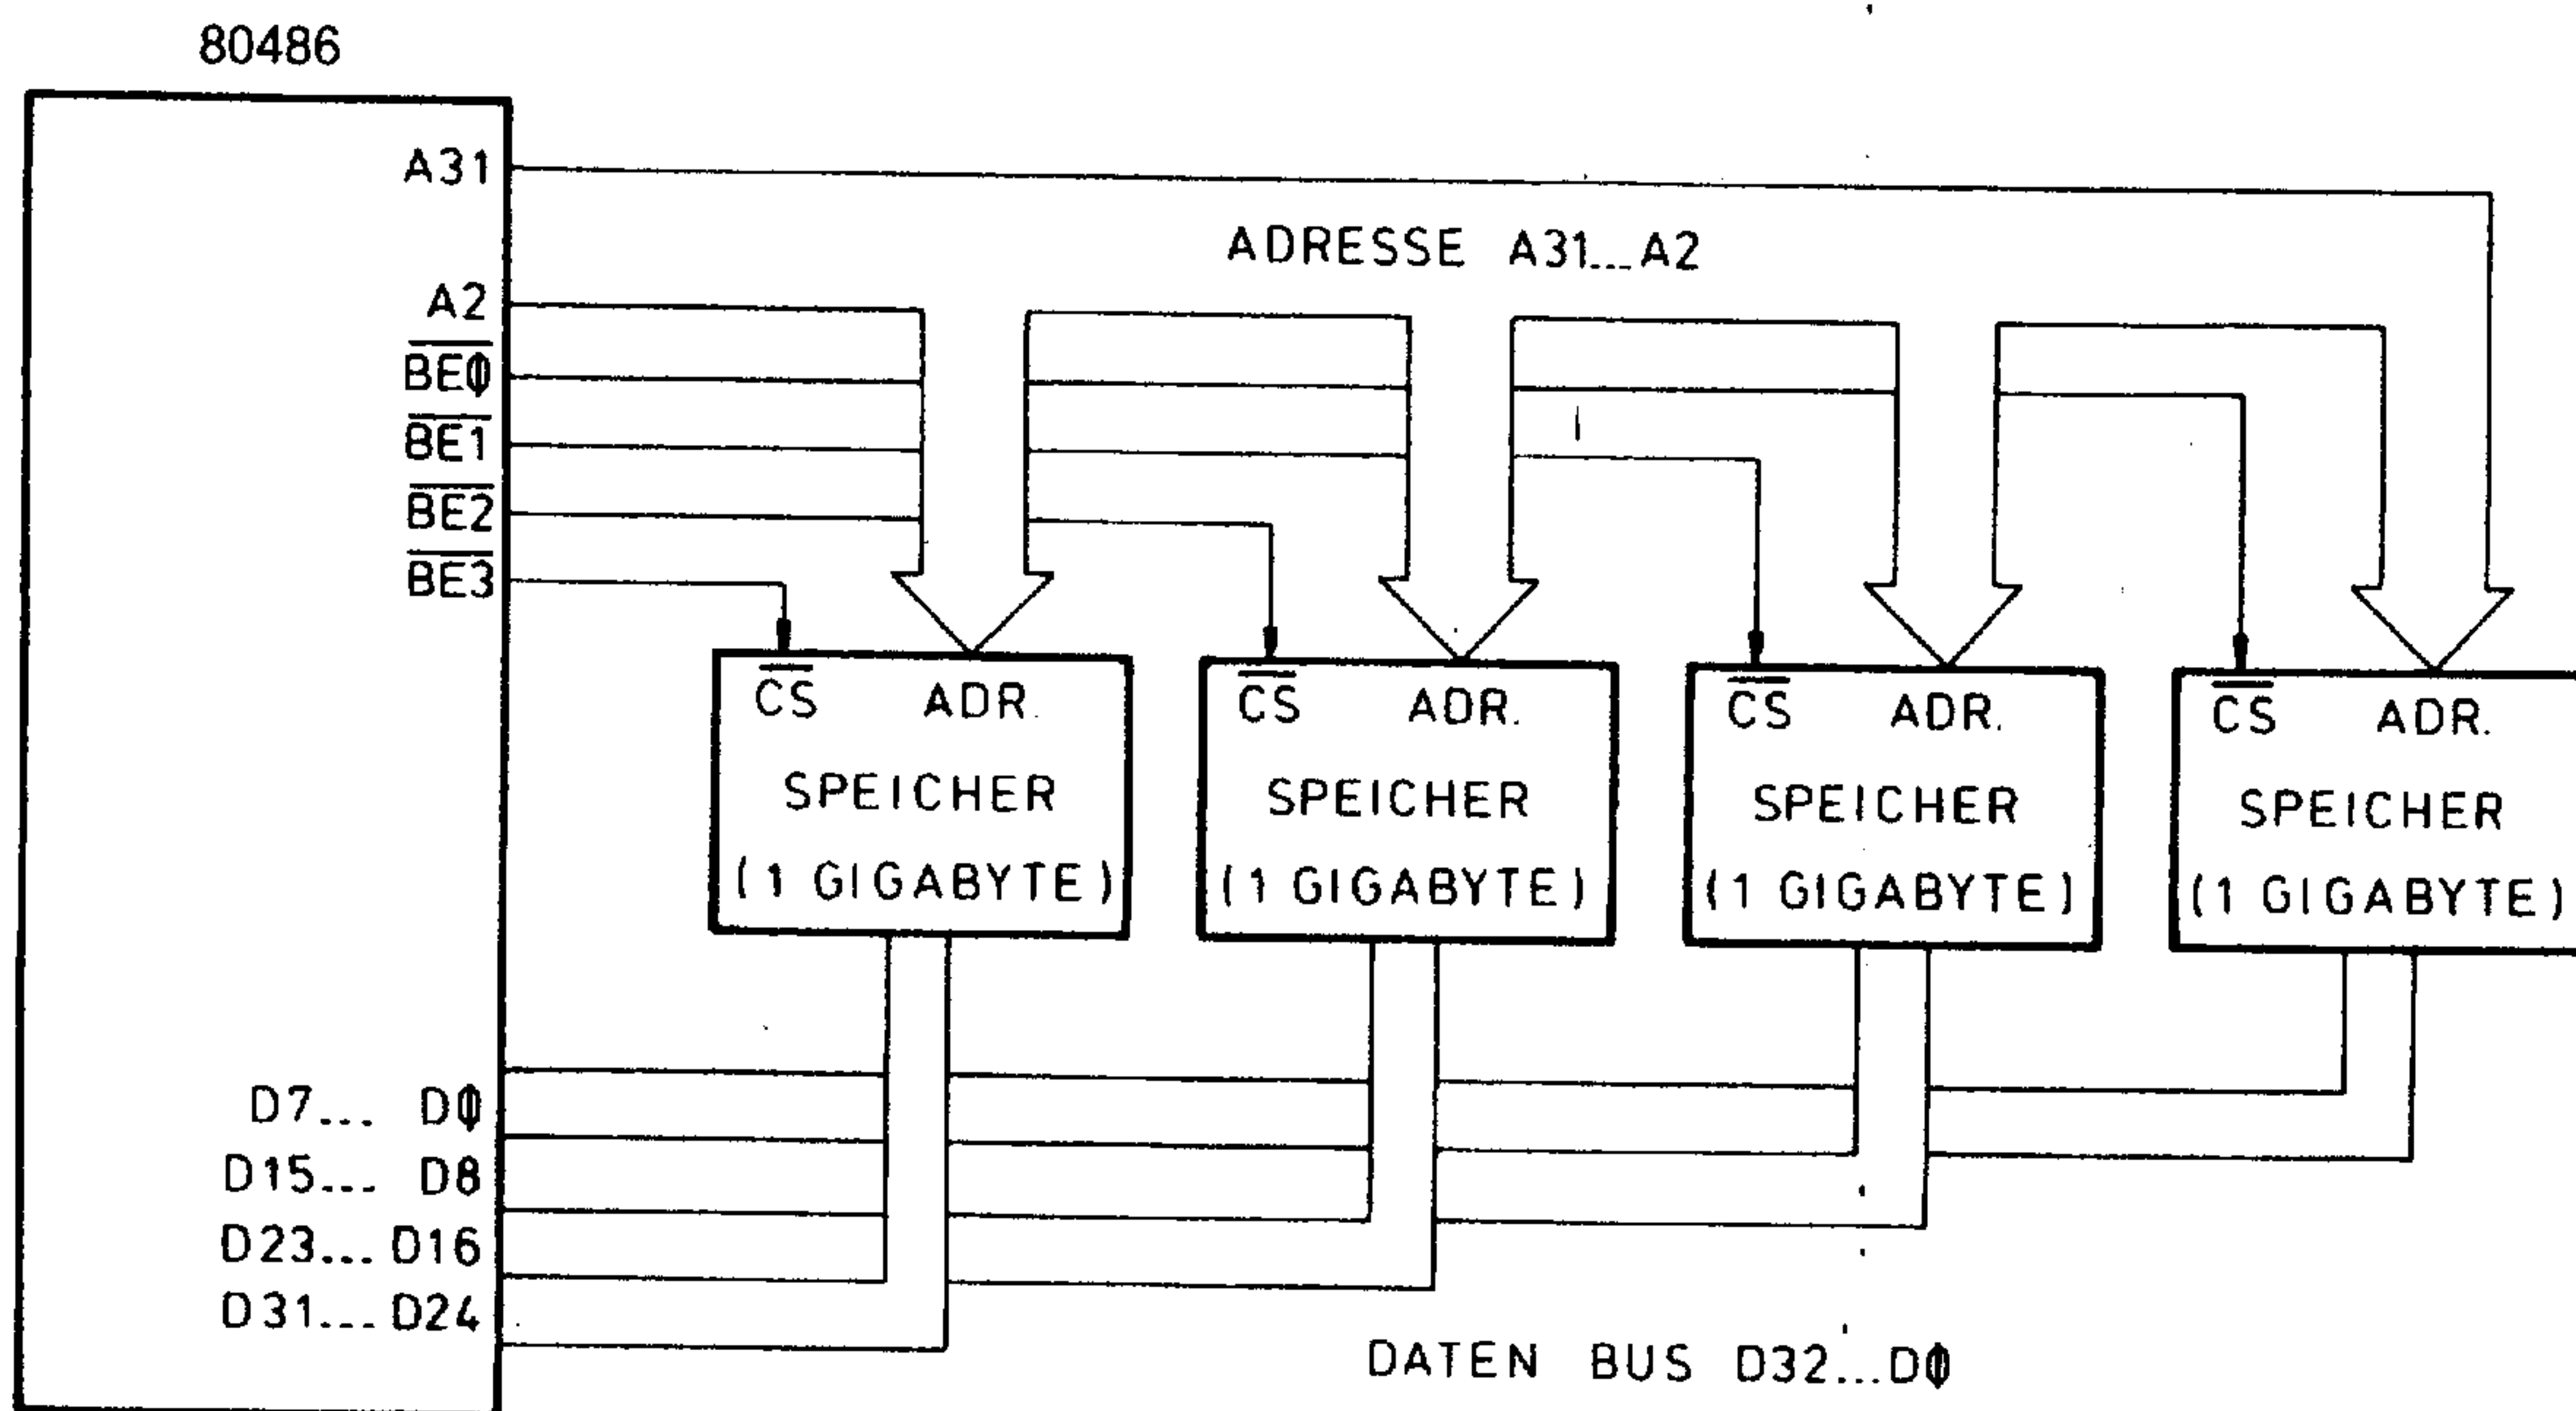 80486
A31
ADRESSE A31...A2
A2
BE0
BE1
BE2
BE3
CS ADR.
SPEICHER
(1 GIGABYTE)
CS ADR.
SPEICHER
(1 GIGABYTE)
CS ADR.
SPEICHER
(1 GIGABYTE)
CS ADR.
SPEICHER
(1 GIGABYTE)
D7... D0
D15... D8
D23... D16
D31... D24
DATEN BUS D32...D0